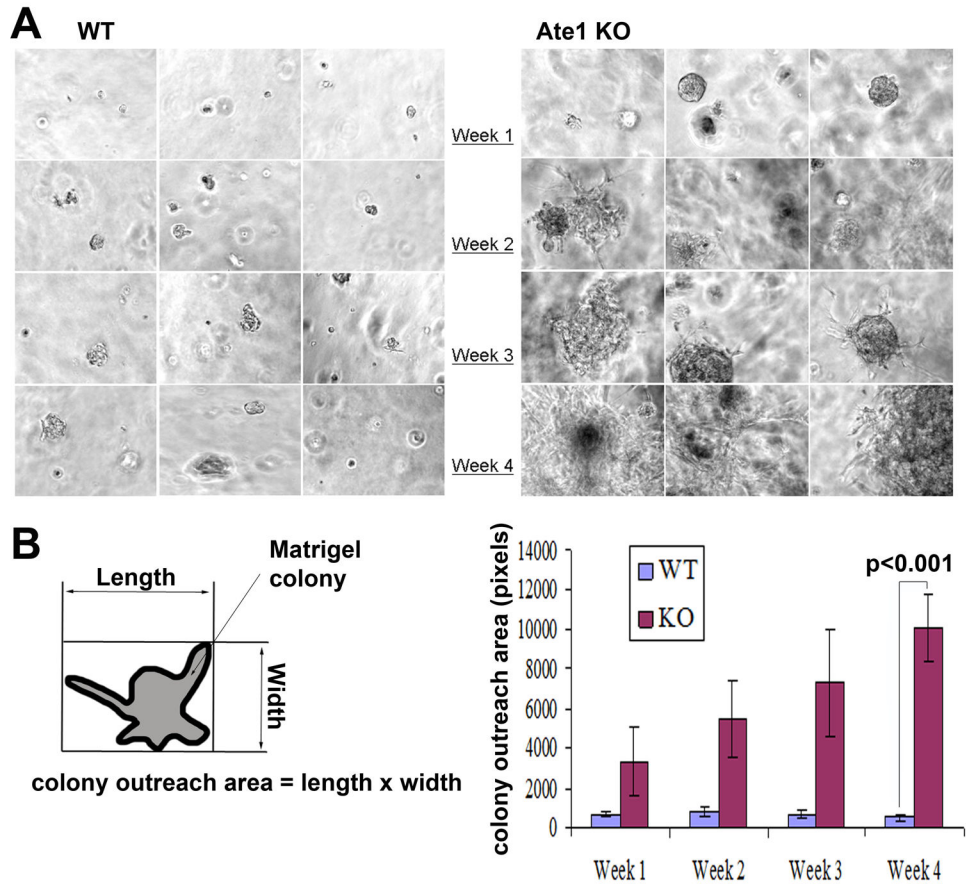 A
WT
Ate1 KO
Week 1
Week 2
Week 3
Week 4
B
Length
Matrigel
colony
Width
colony outreach area = length x width
colony outreach area (pixels)
14000
12000
10000
8000
6000
4000
2000
0
WT
KO
p<0.001
Week 1
Week 2
Week 3
Week 4